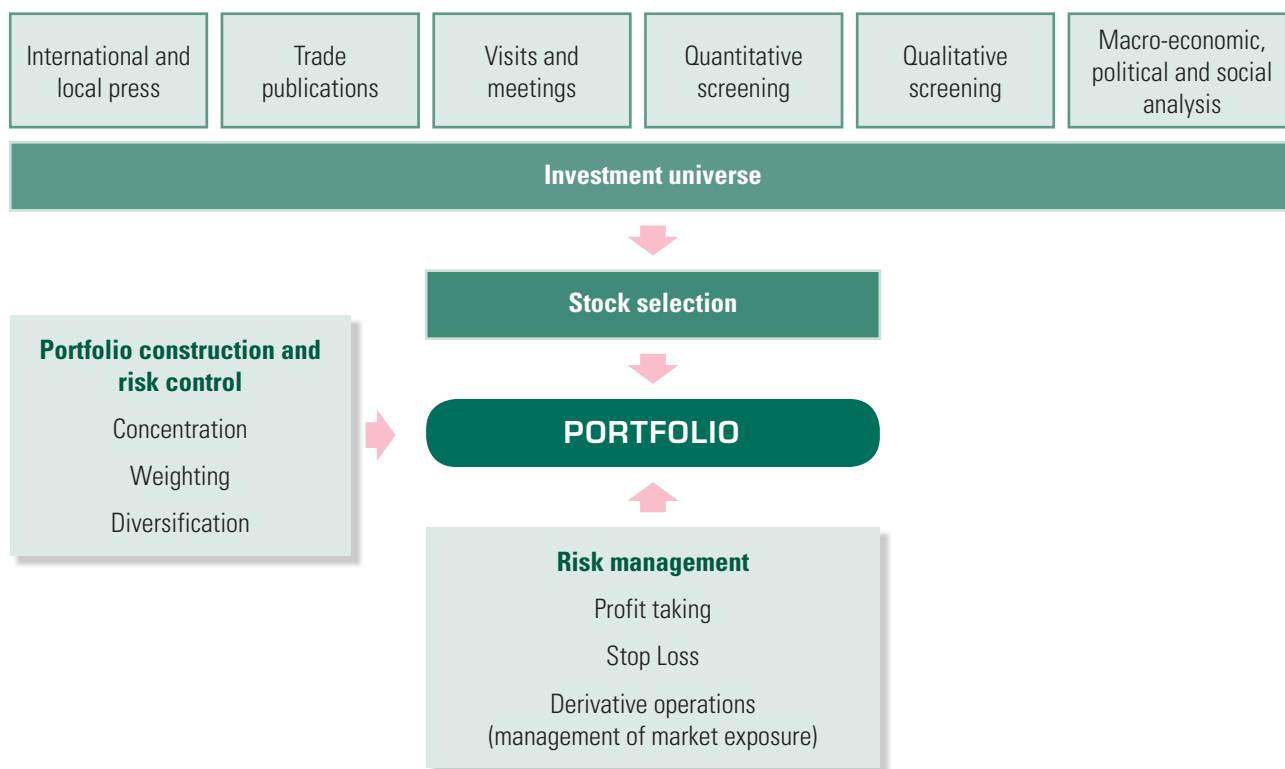 International and
local press
Trade
publications
Visits and
meetings
Quantitative
screening
Qualitative
screening
Macro-economic,
political and social
analysis
Investment universe
Stock selection
Portfolio construction and
risk control
Concentration
Weighting
Diversification
PORTFOLIO
Risk management
Profit taking
Stop Loss
Derivative operations
(management of market exposure)